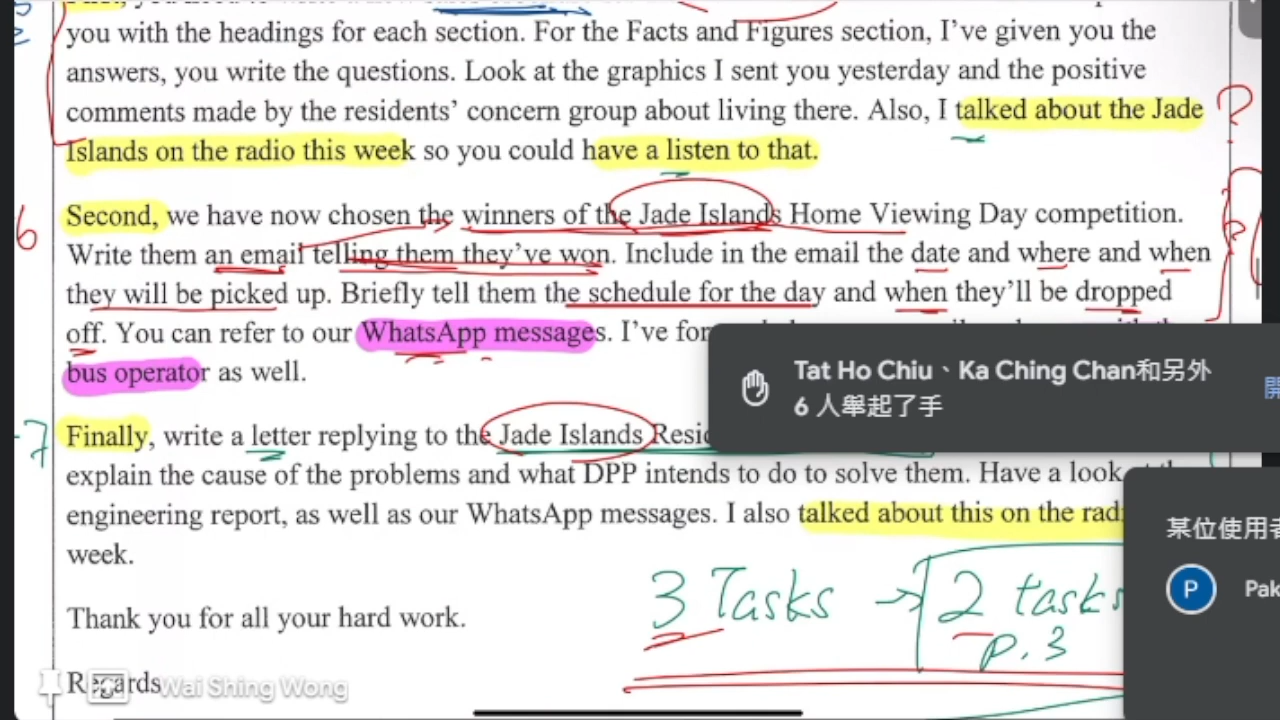 you with the headings for each section. For the Facts and Figures section, I've given you the
answers, you write the questions. Look at the graphics I sent you yesterday and the positive
comments made by the residents' concern group about living there. Also, I talked about the Jade
Islands on the radio this week so you could have a listen to that.
?
6
Second, we have now chosen the winners of the Jade Islands Home Viewing Day competition.
Write them an email telling them they've won. Include in the email the date and where and when
they will be picked up. Briefly tell them the schedule for the day and when they'll be dropped
off. You can refer to our WhatsApp messages. I've
bus operator as well.
Tat Ho Chiu、Ka Ching Chan和另外
6 人舉起了手
開
7
Finally, write a letter replying to the Jade Islands
explain the cause of the problems and what DPP intends to do to solve them. Have a look
engineering report, as well as our WhatsApp messages. I also talked about this on the
week.
某位使用者
P
Pak
3 Tasks → 2 tasks
p. 3
Thank you for all your hard work.
Regards
Wai Shing Wong